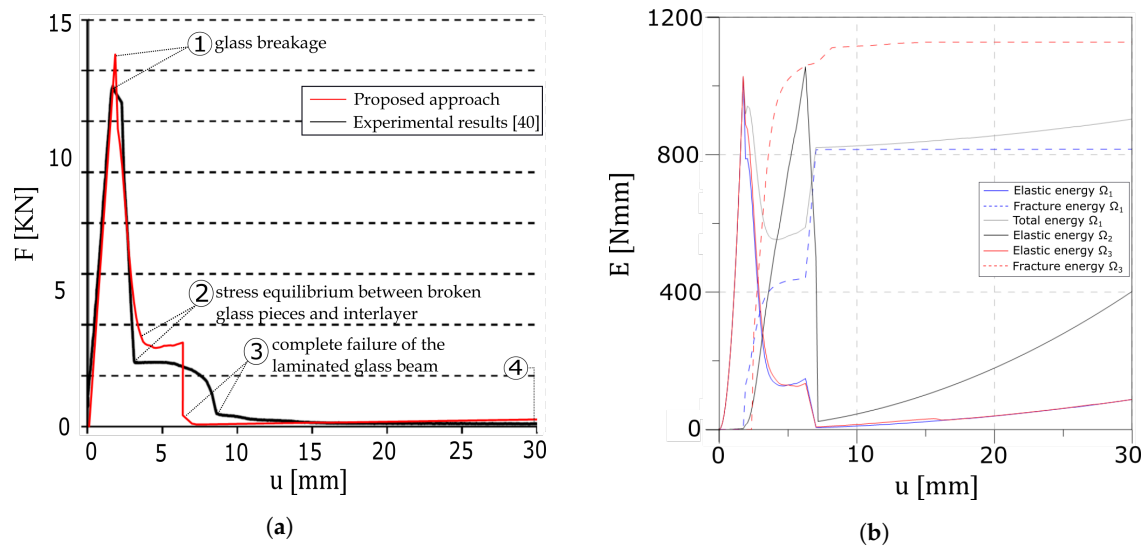 15
10
5
0
F [KN]
① glass breakage
Proposed approach
Experimental results [40]
② stress equilibrium between broken
glass pieces and interlayer
③ complete failure of the
laminated glass beam
④
0 5 10 15 20 25 30
u [mm]
(a)
1200
800
400
0
E [Nmm]
Elastic energy Ω₁
Fracture energy Ω₁
Total energy Ω₁
Elastic energy Ω₂
Elastic energy Ω₃
Fracture energy Ω₃
0 10 20 30
u [mm]
(b)